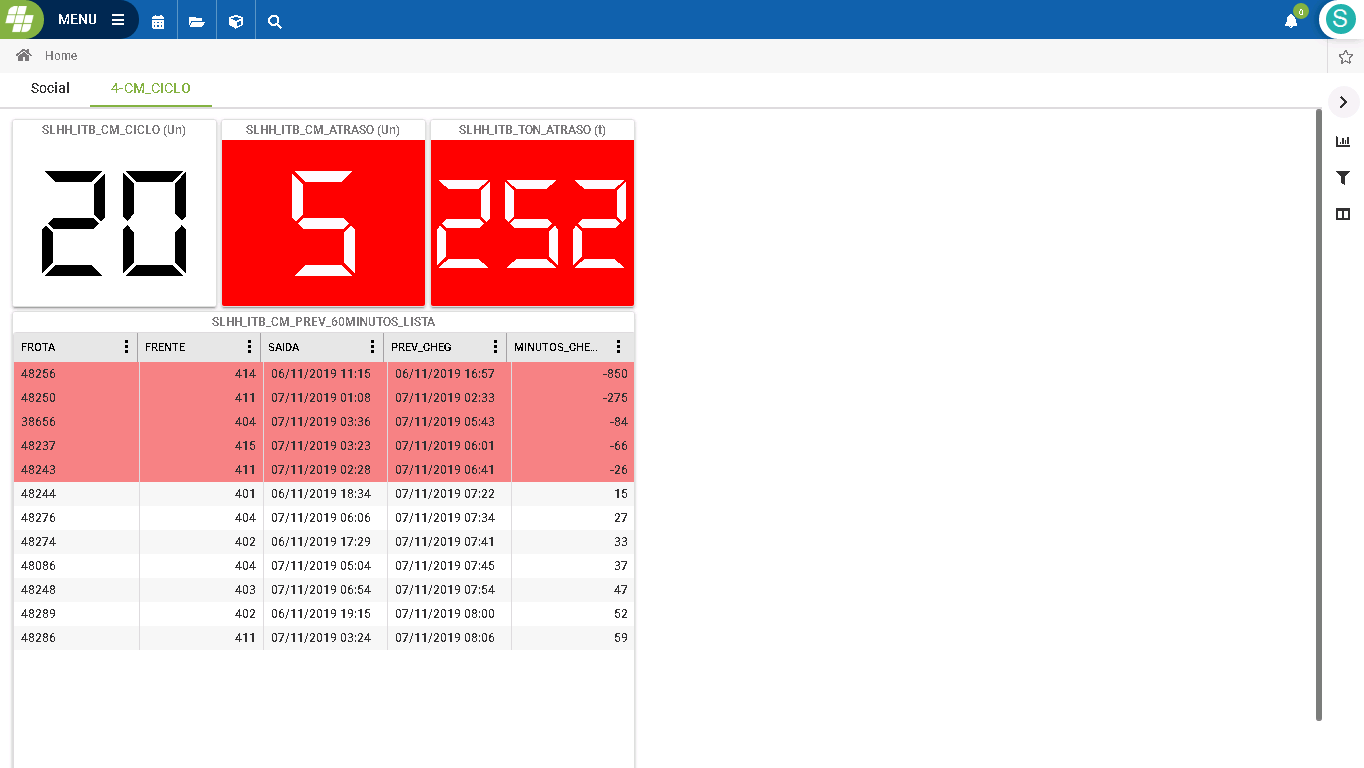 MENU
0
S
Home
Social 4-CM_CICLO
SLHH_ITB_CM_CICLO (Un) SLHH_ITB_CM_ATRASO (Un) SLHH_ITB_TON_ATRASO (t)
20 5 252
SLHH_ITB_CM_PREV_60MINUTOS_LISTA
FROTA FRENTE SAIDA PREV_CHEG MINUTOS_CHE...
48256 414 06/11/2019 11:15 06/11/2019 16:57 -850
48250 411 07/11/2019 01:08 07/11/2019 02:33 -275
38656 404 07/11/2019 03:36 07/11/2019 05:43 -84
48237 415 07/11/2019 03:23 07/11/2019 06:01 -66
48243 411 07/11/2019 02:28 07/11/2019 06:41 -26
48244 401 06/11/2019 18:34 07/11/2019 07:22 15
48276 404 07/11/2019 06:06 07/11/2019 07:34 27
48274 402 06/11/2019 17:29 07/11/2019 07:41 33
48086 404 07/11/2019 05:04 07/11/2019 07:45 37
48248 403 07/11/2019 06:54 07/11/2019 07:54 47
48289 402 06/11/2019 19:15 07/11/2019 08:00 52
48286 411 07/11/2019 03:24 07/11/2019 08:06 59